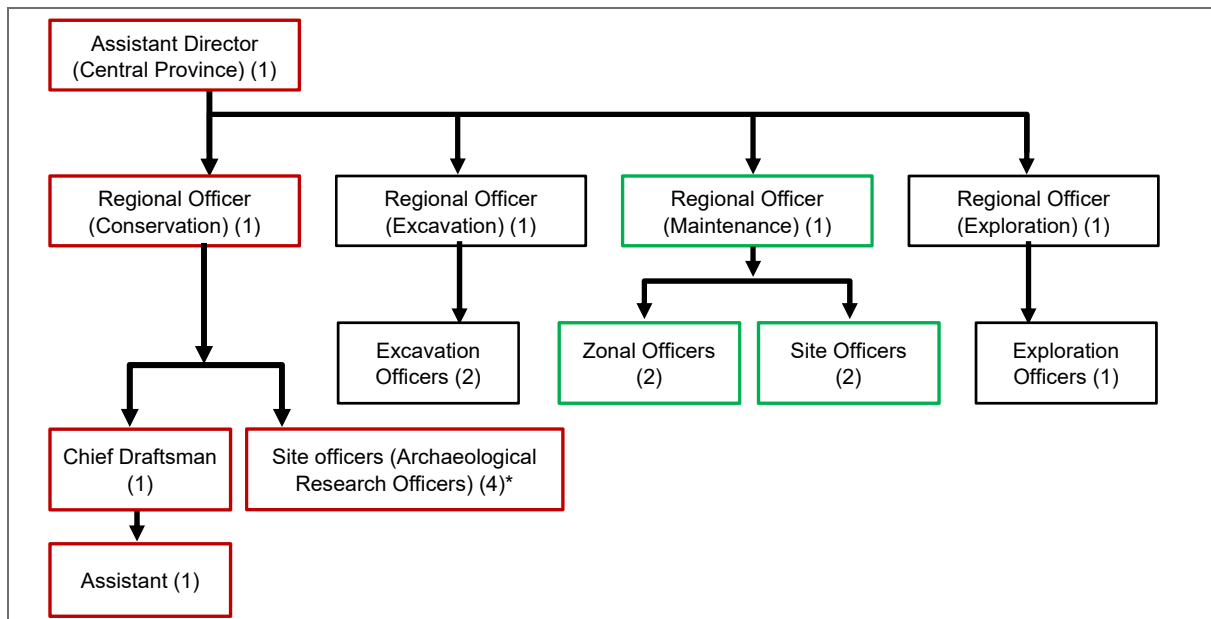 Assistant Director
(Central Province) (1)
Regional Officer
(Conservation) (1)
Regional Officer
(Excavation) (1)
Regional Officer
(Maintenance) (1)
Regional Officer
(Exploration) (1)
Excavation
Officers (2)
Zonal Officers
(2)
Site Officers
(2)
Exploration
Officers (1)
Chief Draftsman
(1)
Site officers (Archaeological
Research Officers) (4)*
Assistant (1)